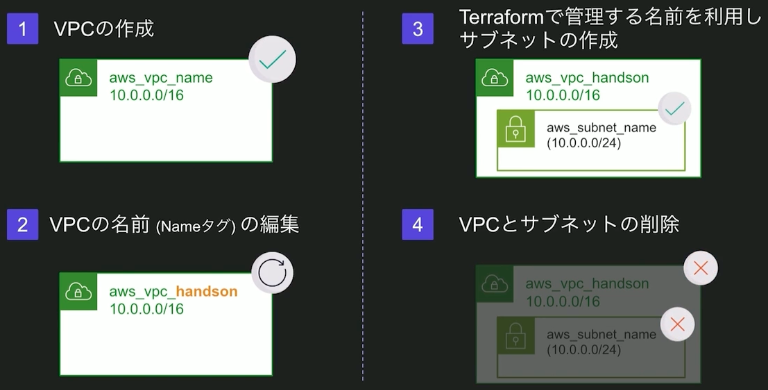 1 VPCの作成
aws_vpc_name
10.0.0.0/16
2 VPCの名前 (Nameタグ) の編集
aws_vpc_handson
10.0.0.0/16
3 Terraformで管理する名前を利用し
サブネットの作成
aws_vpc_handson
10.0.0.0/16
aws_subnet_name
(10.0.0.0/24)
4 VPCとサブネットの削除
aws_vpc_handson
10.0.0.0/16
aws_subnet_name
(10.0.0.0/24)